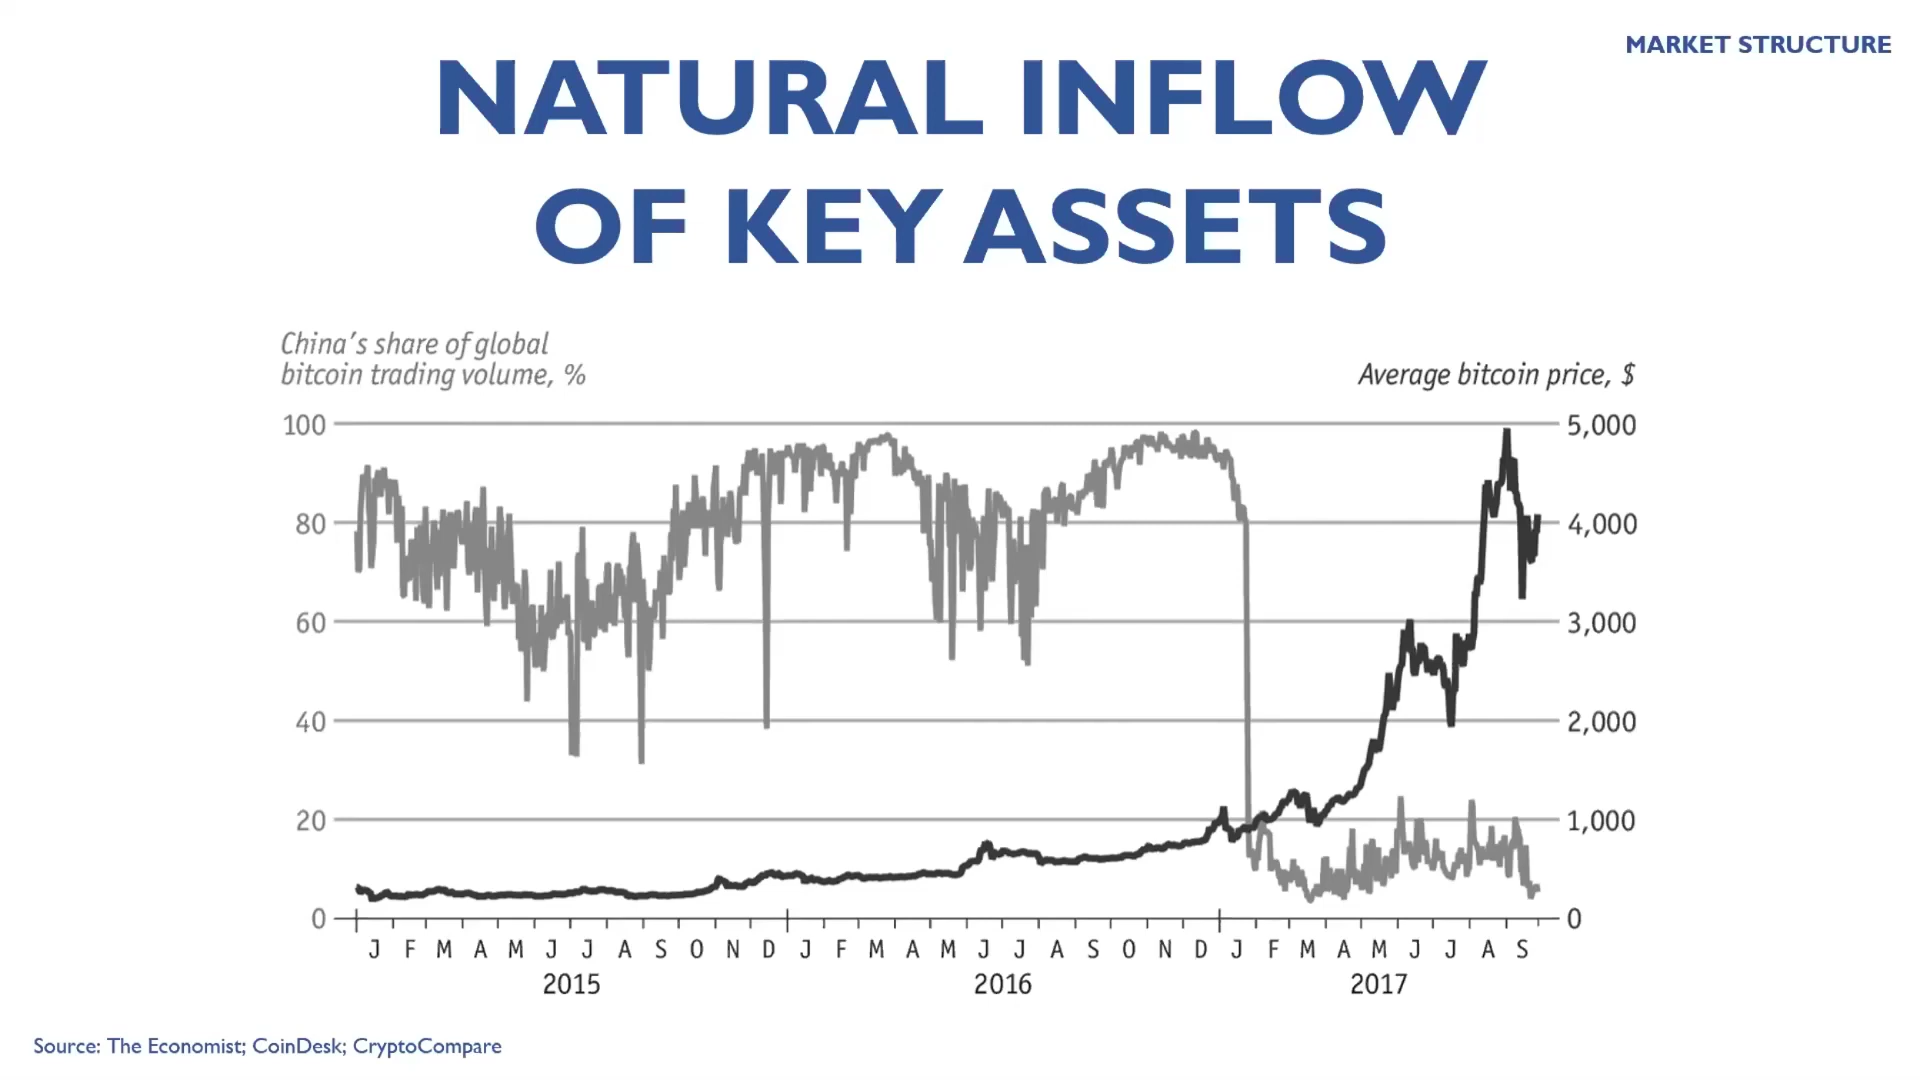 MARKET STRUCTURE
NATURAL INFLOW
OF KEY ASSETS
China's share of global
bitcoin trading volume, %
Average bitcoin price, $
100 5,000
80 4,000
60 3,000
40 2,000
20 1,000
0 0
J F M A M J J A S O N D J F M A M J J A S O N D J F M A M J J A S
2015 2016 2017
Source: The Economist; CoinDesk; CryptoCompare